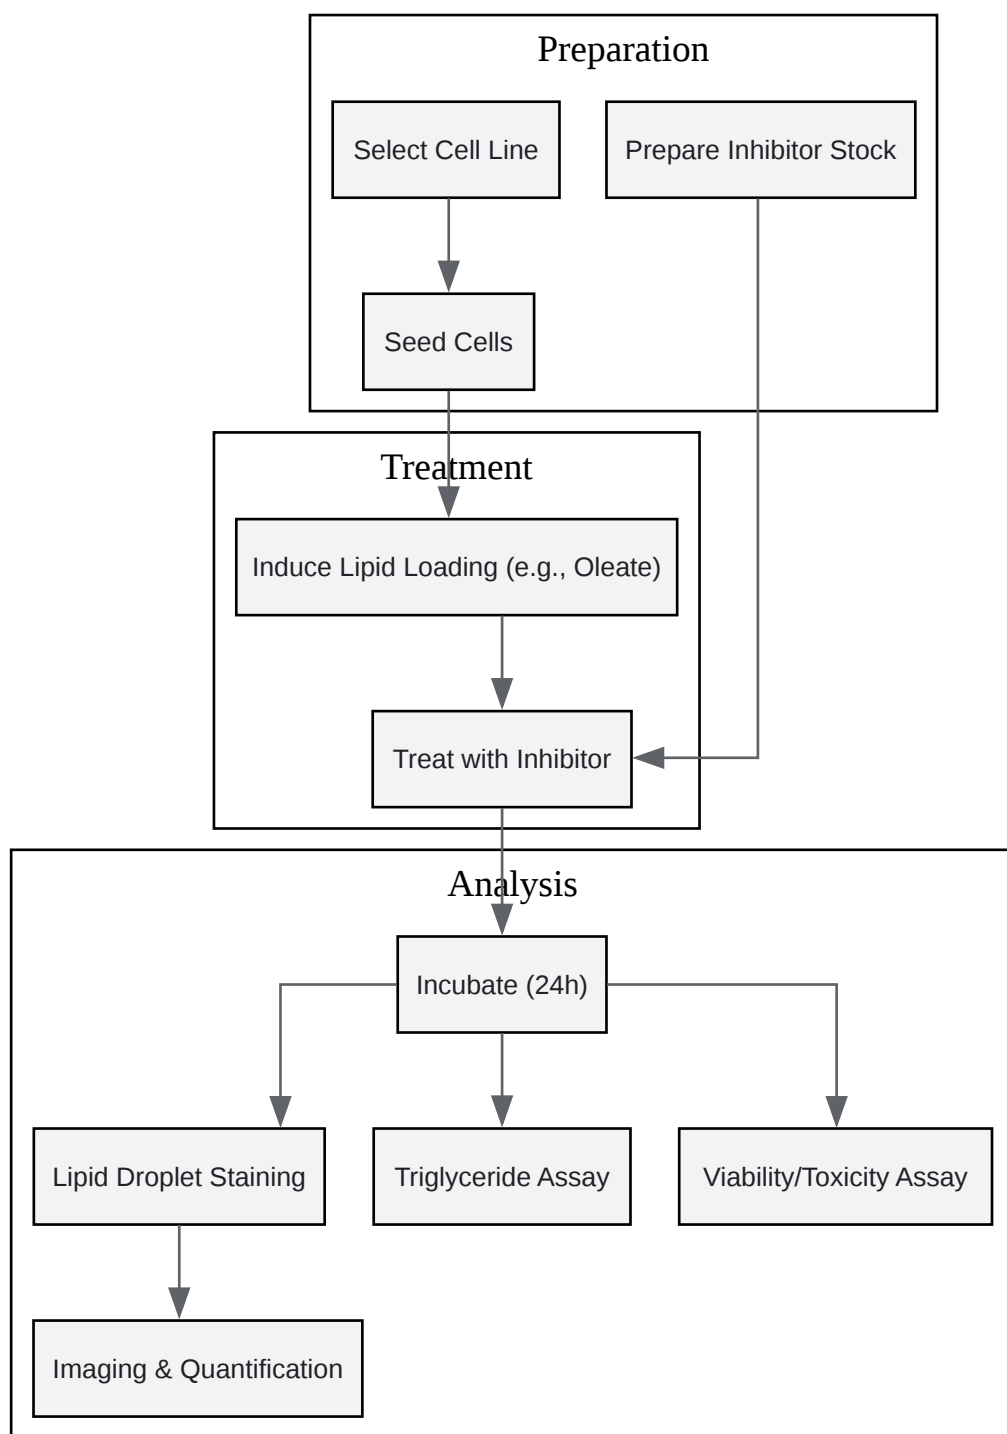 Preparation
Select Cell Line
Prepare Inhibitor Stock
Seed Cells
Treatment
Induce Lipid Loading (e.g., Oleate)
Treat with Inhibitor
Analysis
Incubate (24h)
Lipid Droplet Staining
Triglyceride Assay
Viability/Toxicity Assay
Imaging & Quantification